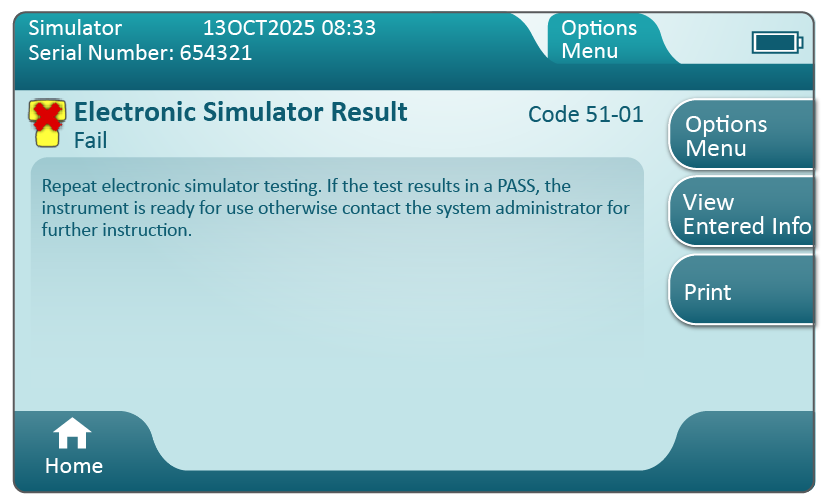 Simulator 13OCT2025 08:33
Serial Number: 654321
Options
Menu
Electronic Simulator Result
Code 51-01
Fail
Repeat electronic simulator testing. If the test results in a PASS, the
instrument is ready for use otherwise contact the system administrator for
further instruction.
Options
Menu
View
Entered Info
Print
Home